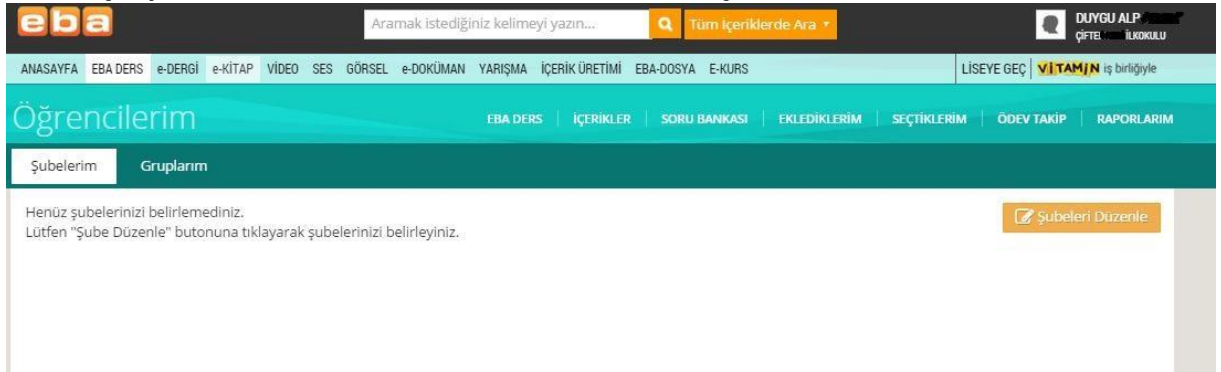 eba
Aramak istediğiniz kelimeyi yazın...
Tüm İçeriklerde Ara
DUYGU ALP
ÇİFTEL İLKOKULU
ANASAYFA EBA DERS e-DERGİ e-KİTAP VİDEO SES GÖRSEL e-DOKÜMAN YARIŞMA İÇERİK ÜRETİMİ EBA-DOSYA E-KURS LİSEYE GEÇ VİTAMİN iş birliğiyle
Öğrencilerim
EBA DERS İÇERİKLER SORU BANKASI EKLEDİKLERİM SEÇTİKLERİM ÖDEV TAKİP RAPORLARIM
Şubelerim Gruplarım
Henüz şubelerinizi belirlemediniz.
Lütfen "Şube Düzenle" butonuna tıklayarak şubelerinizi belirleyiniz.
Şubeleri Düzenle